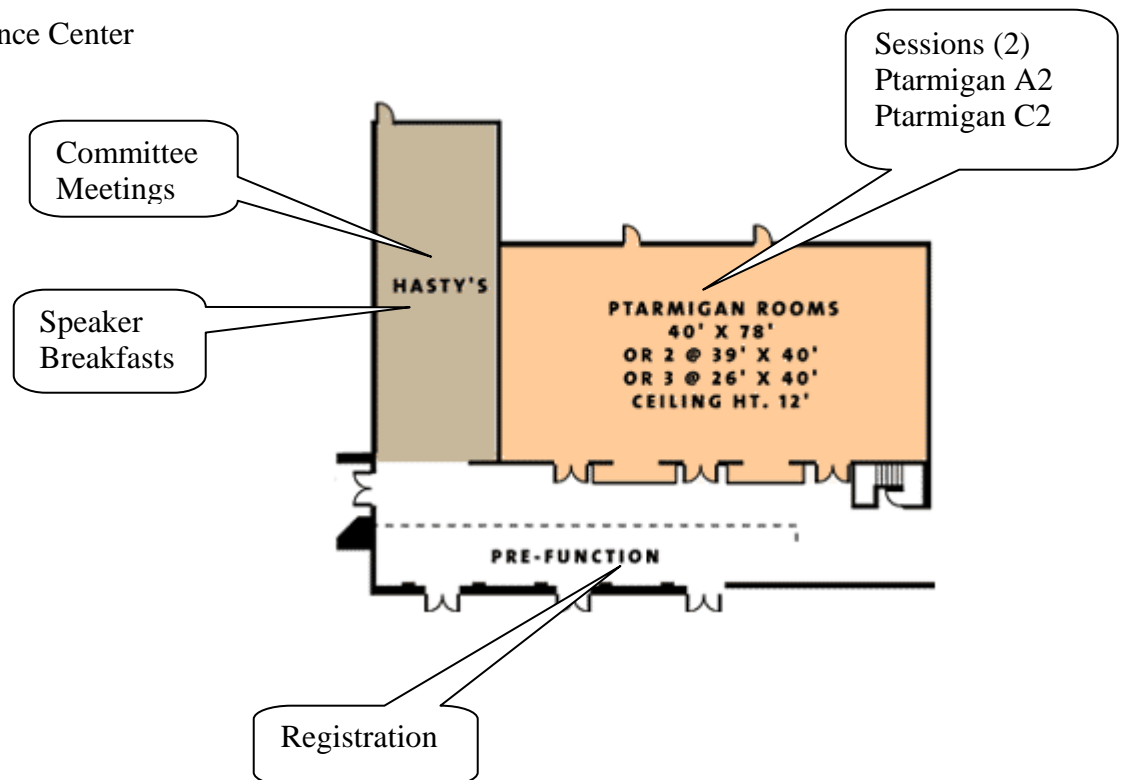 nce Center
Sessions (2)
Ptarmigan A2
Ptarmigan C2
Committee
Meetings
HASTY'S
Speaker
Breakfasts
PTARMIGAN ROOMS
40' X 78'
OR 2 @ 39' X 40'
OR 3 @ 26' X 40'
CEILING HT. 12'
PRE-FUNCTION
Registration